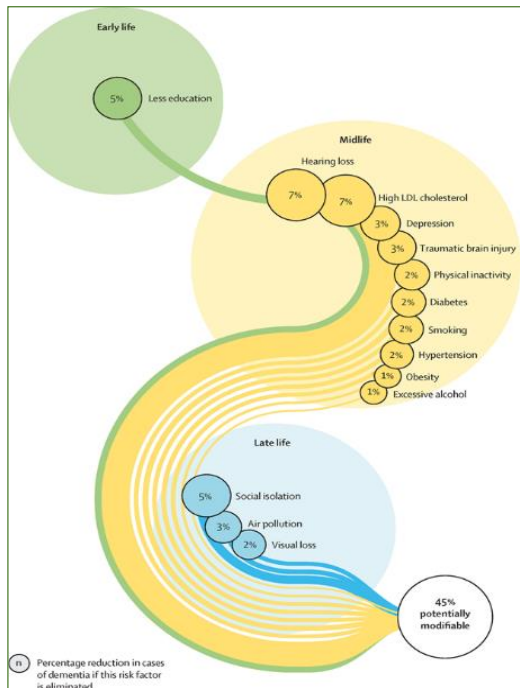 Early life
5%
Less education
Midlife
Hearing loss
7%
7%
High LDL cholesterol
3%
Depression
3%
Traumatic brain injury
2%
Physical inactivity
2%
Diabetes
2%
Smoking
2%
Hypertension
1%
Obesity
1%
Excessive alcohol
Late life
5%
Social isolation
3%
Air pollution
2%
Visual loss
45%
potentially
modifiable
n
Percentage reduction in cases
of dementia if this risk factor
is eliminated